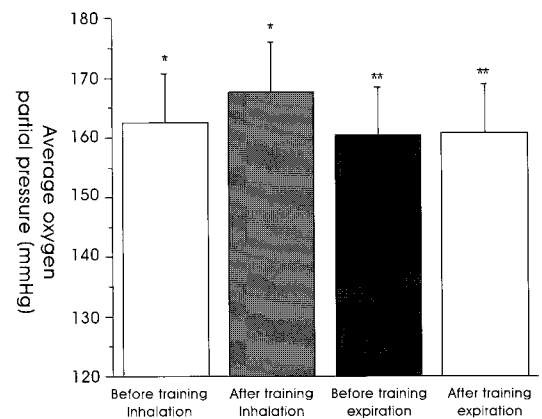 Average oxygen
partial pressure (mmHg)
180
170
160
150
140
130
120
*
*
**
**
Before training
Inhalation
After training
Inhalation
Before training
expiration
After training
expiration